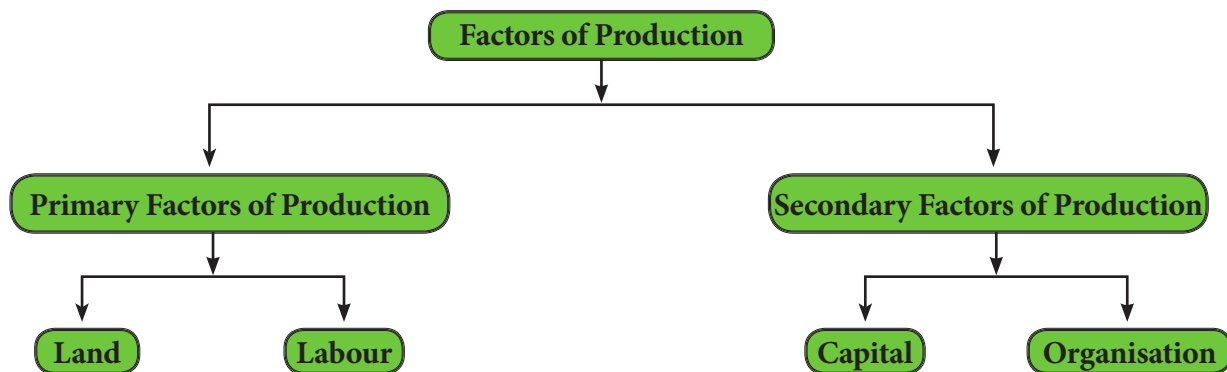 Factors of Production
Primary Factors of Production
Secondary Factors of Production
Land
Labour
Capital
Organisation